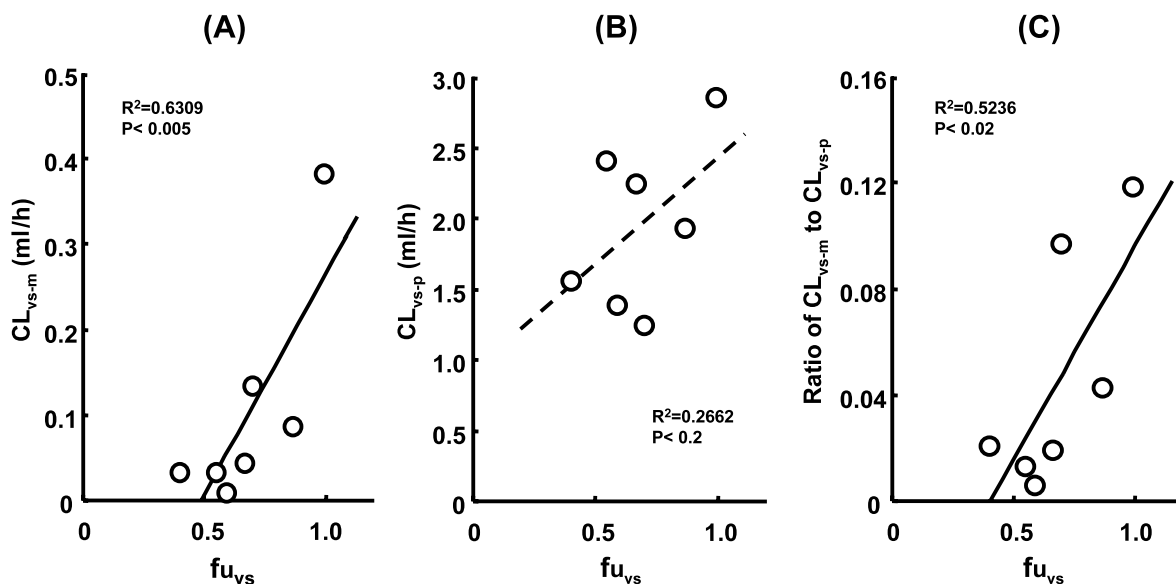 (A)
CLvs-m (ml/h)
0.5
0.4
0.3
0.2
0.1
0
R²=0.6309
P< 0.005
0
0.5
1.0
fuvs
(B)
CLvs-p (ml/h)
3.0
2.5
2.0
1.5
1.0
0.5
0
R²=0.2662
P< 0.2
0
0.5
1.0
fuvs
(C)
Ratio of CLvs-m to CLvs-p
0.16
0.12
0.08
0.04
0
R²=0.5236
P< 0.02
0
0.5
1.0
fuvs